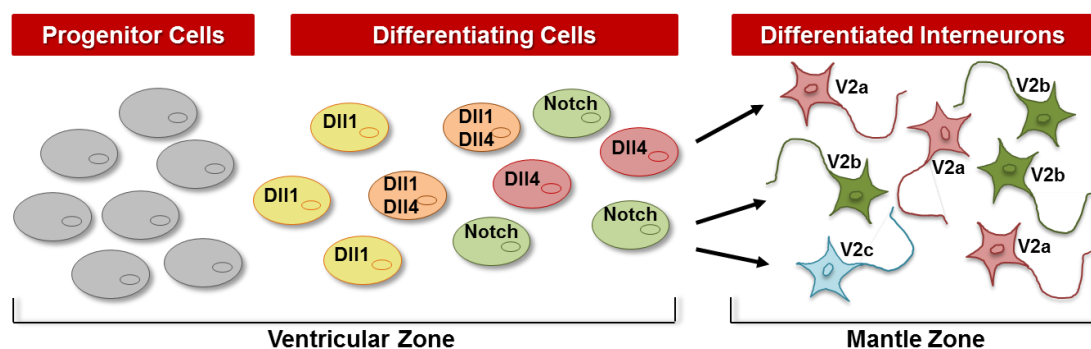 Progenitor Cells
Differentiating Cells
Differentiated Interneurons
Dll1
Dll1
Dll4
Notch
Dll4
Dll1
Dll1
Dll4
Dll4
Notch
Notch
Dll1
V2a
V2b
V2b
V2a
V2b
V2c
V2a
Ventricular Zone
Mantle Zone